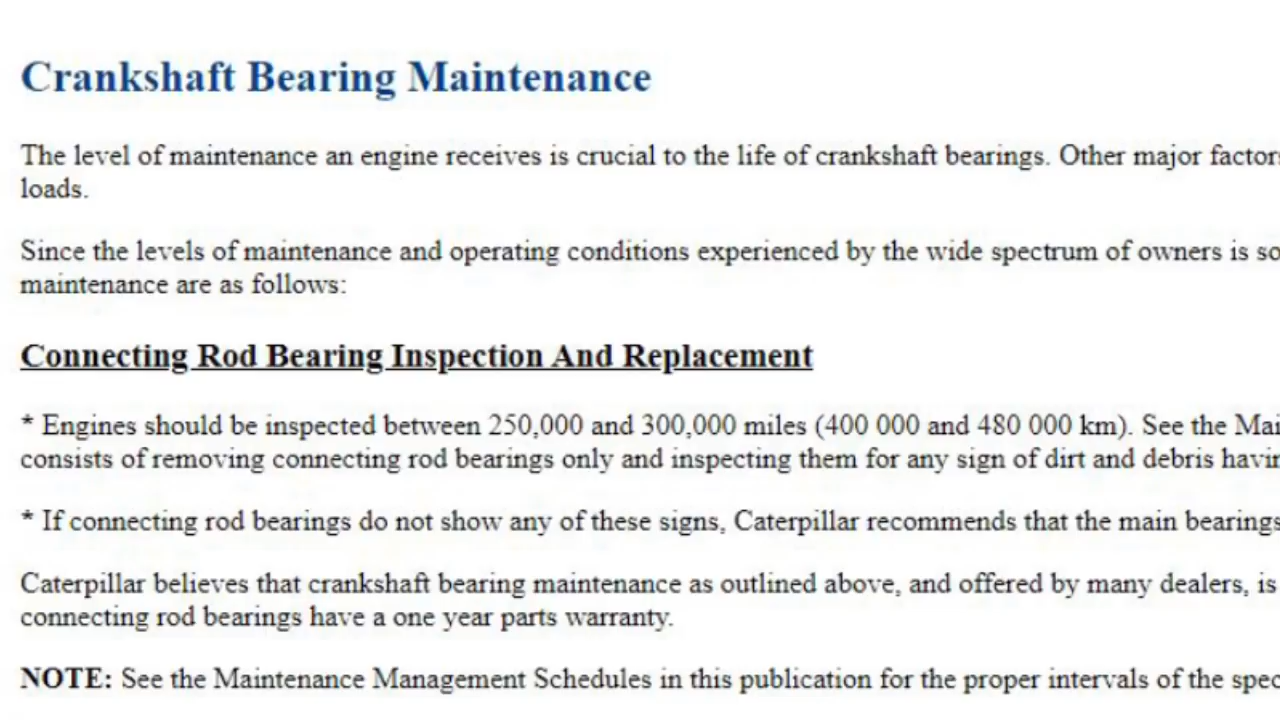 Crankshaft Bearing Maintenance
The level of maintenance an engine receives is crucial to the life of crankshaft bearings. Other major
loads.
Since the levels of maintenance and operating conditions experienced by the wide spectrum of owners is so
maintenance are as follows:
Connecting Rod Bearing Inspection And Replacement
* Engines should be inspected between 250,000 and 300,000 miles (400 000 and 480 000 km). See the
consists of removing connecting rod bearings only and inspecting them for any sign of dirt and debris
* If connecting rod bearings do not show any of these signs, Caterpillar recommends that the main bearings
Caterpillar believes that crankshaft bearing maintenance as outlined above, and offered by many dealers, is
connecting rod bearings have a one year parts warranty.
NOTE: See the Maintenance Management Schedules in this publication for the proper intervals of the